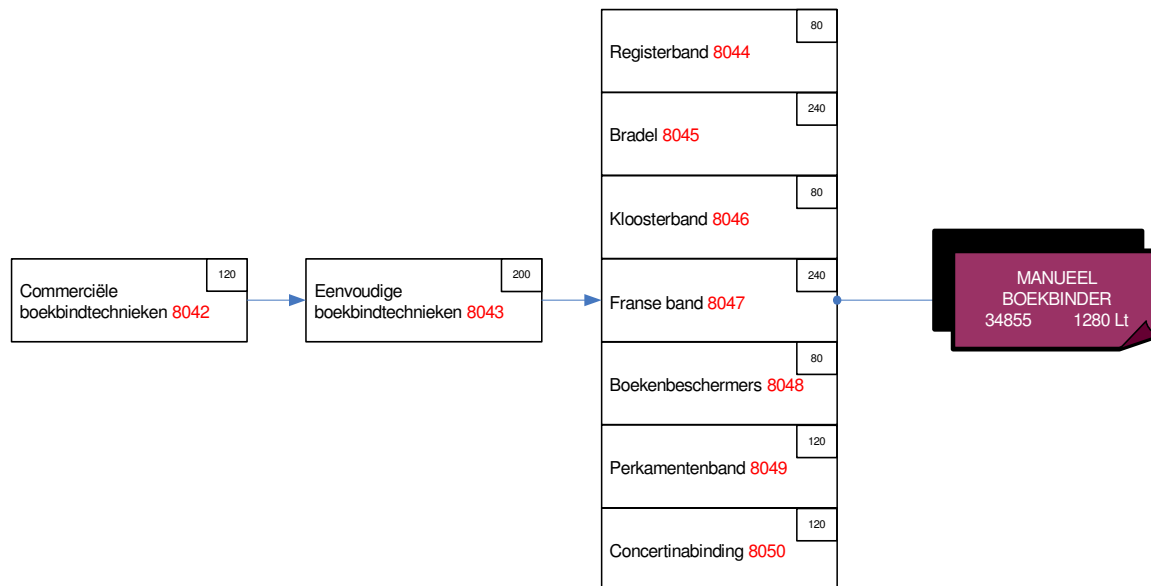 120
Commerciële
boekbindtechnieken 8042
200
Eenvoudige
boekbindtechnieken 8043
80
Registerband 8044
240
Bradel 8045
80
Kloosterband 8046
240
Franse band 8047
80
Boekenbeschermers 8048
120
Perkamentenband 8049
120
Concertinabinding 8050
MANUEEL
BOEKBINDER
34855 1280 Lt